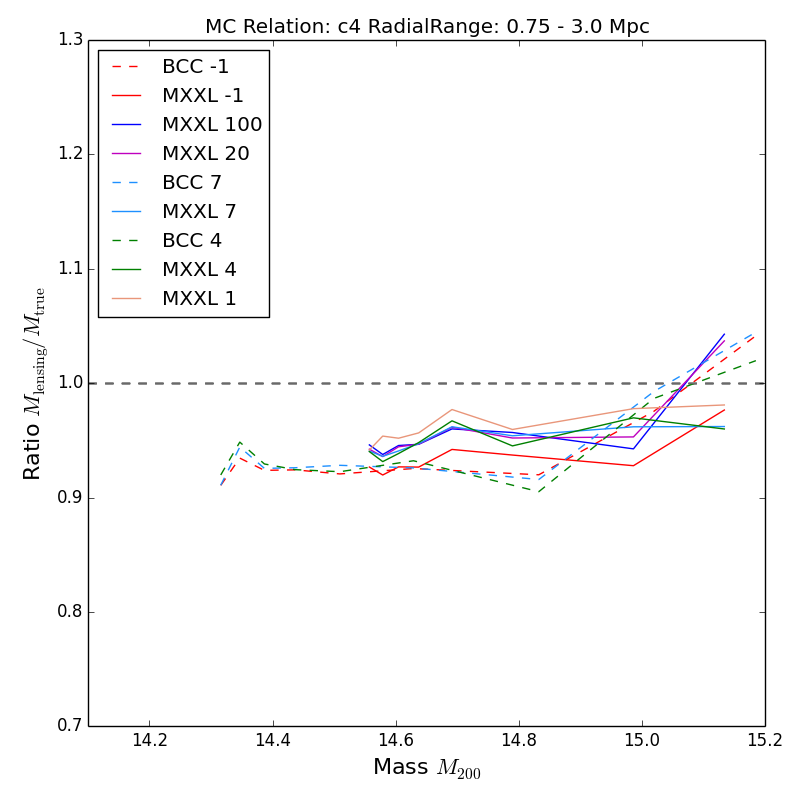 MC Relation: c4 RadialRange: 0.75 - 3.0 Mpc
1.3
1.2
1.1
1.0
0.9
0.8
0.7
Ratio M_lensing/M_true
BCC -1
MXXL -1
MXXL 100
MXXL 20
BCC 7
MXXL 7
BCC 4
MXXL 4
MXXL 1
14.2 14.4 14.6 14.8 15.0 15.2
Mass M_200